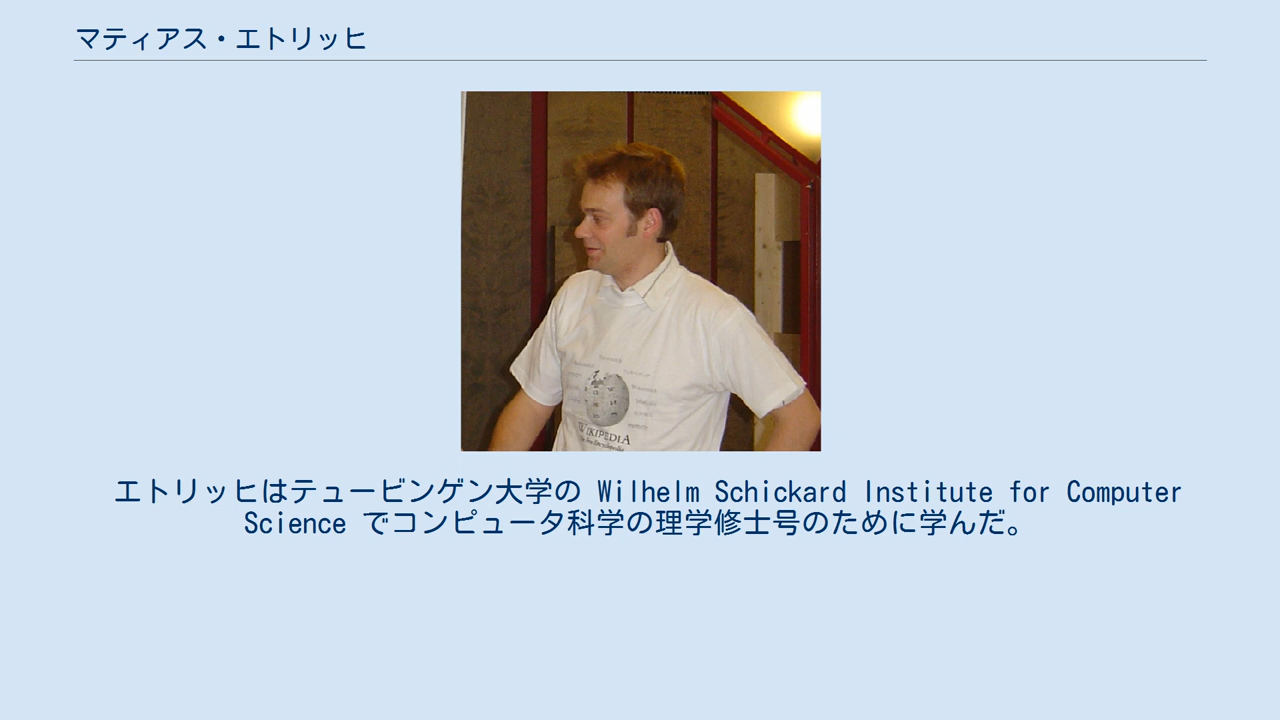 マティアス・エトリッヒ
WIKIPEDIA
エトリッヒはテュービンゲン大学の Wilhelm Schickard Institute for Computer
Science でコンピュータ科学の理学修士号のために学んだ。